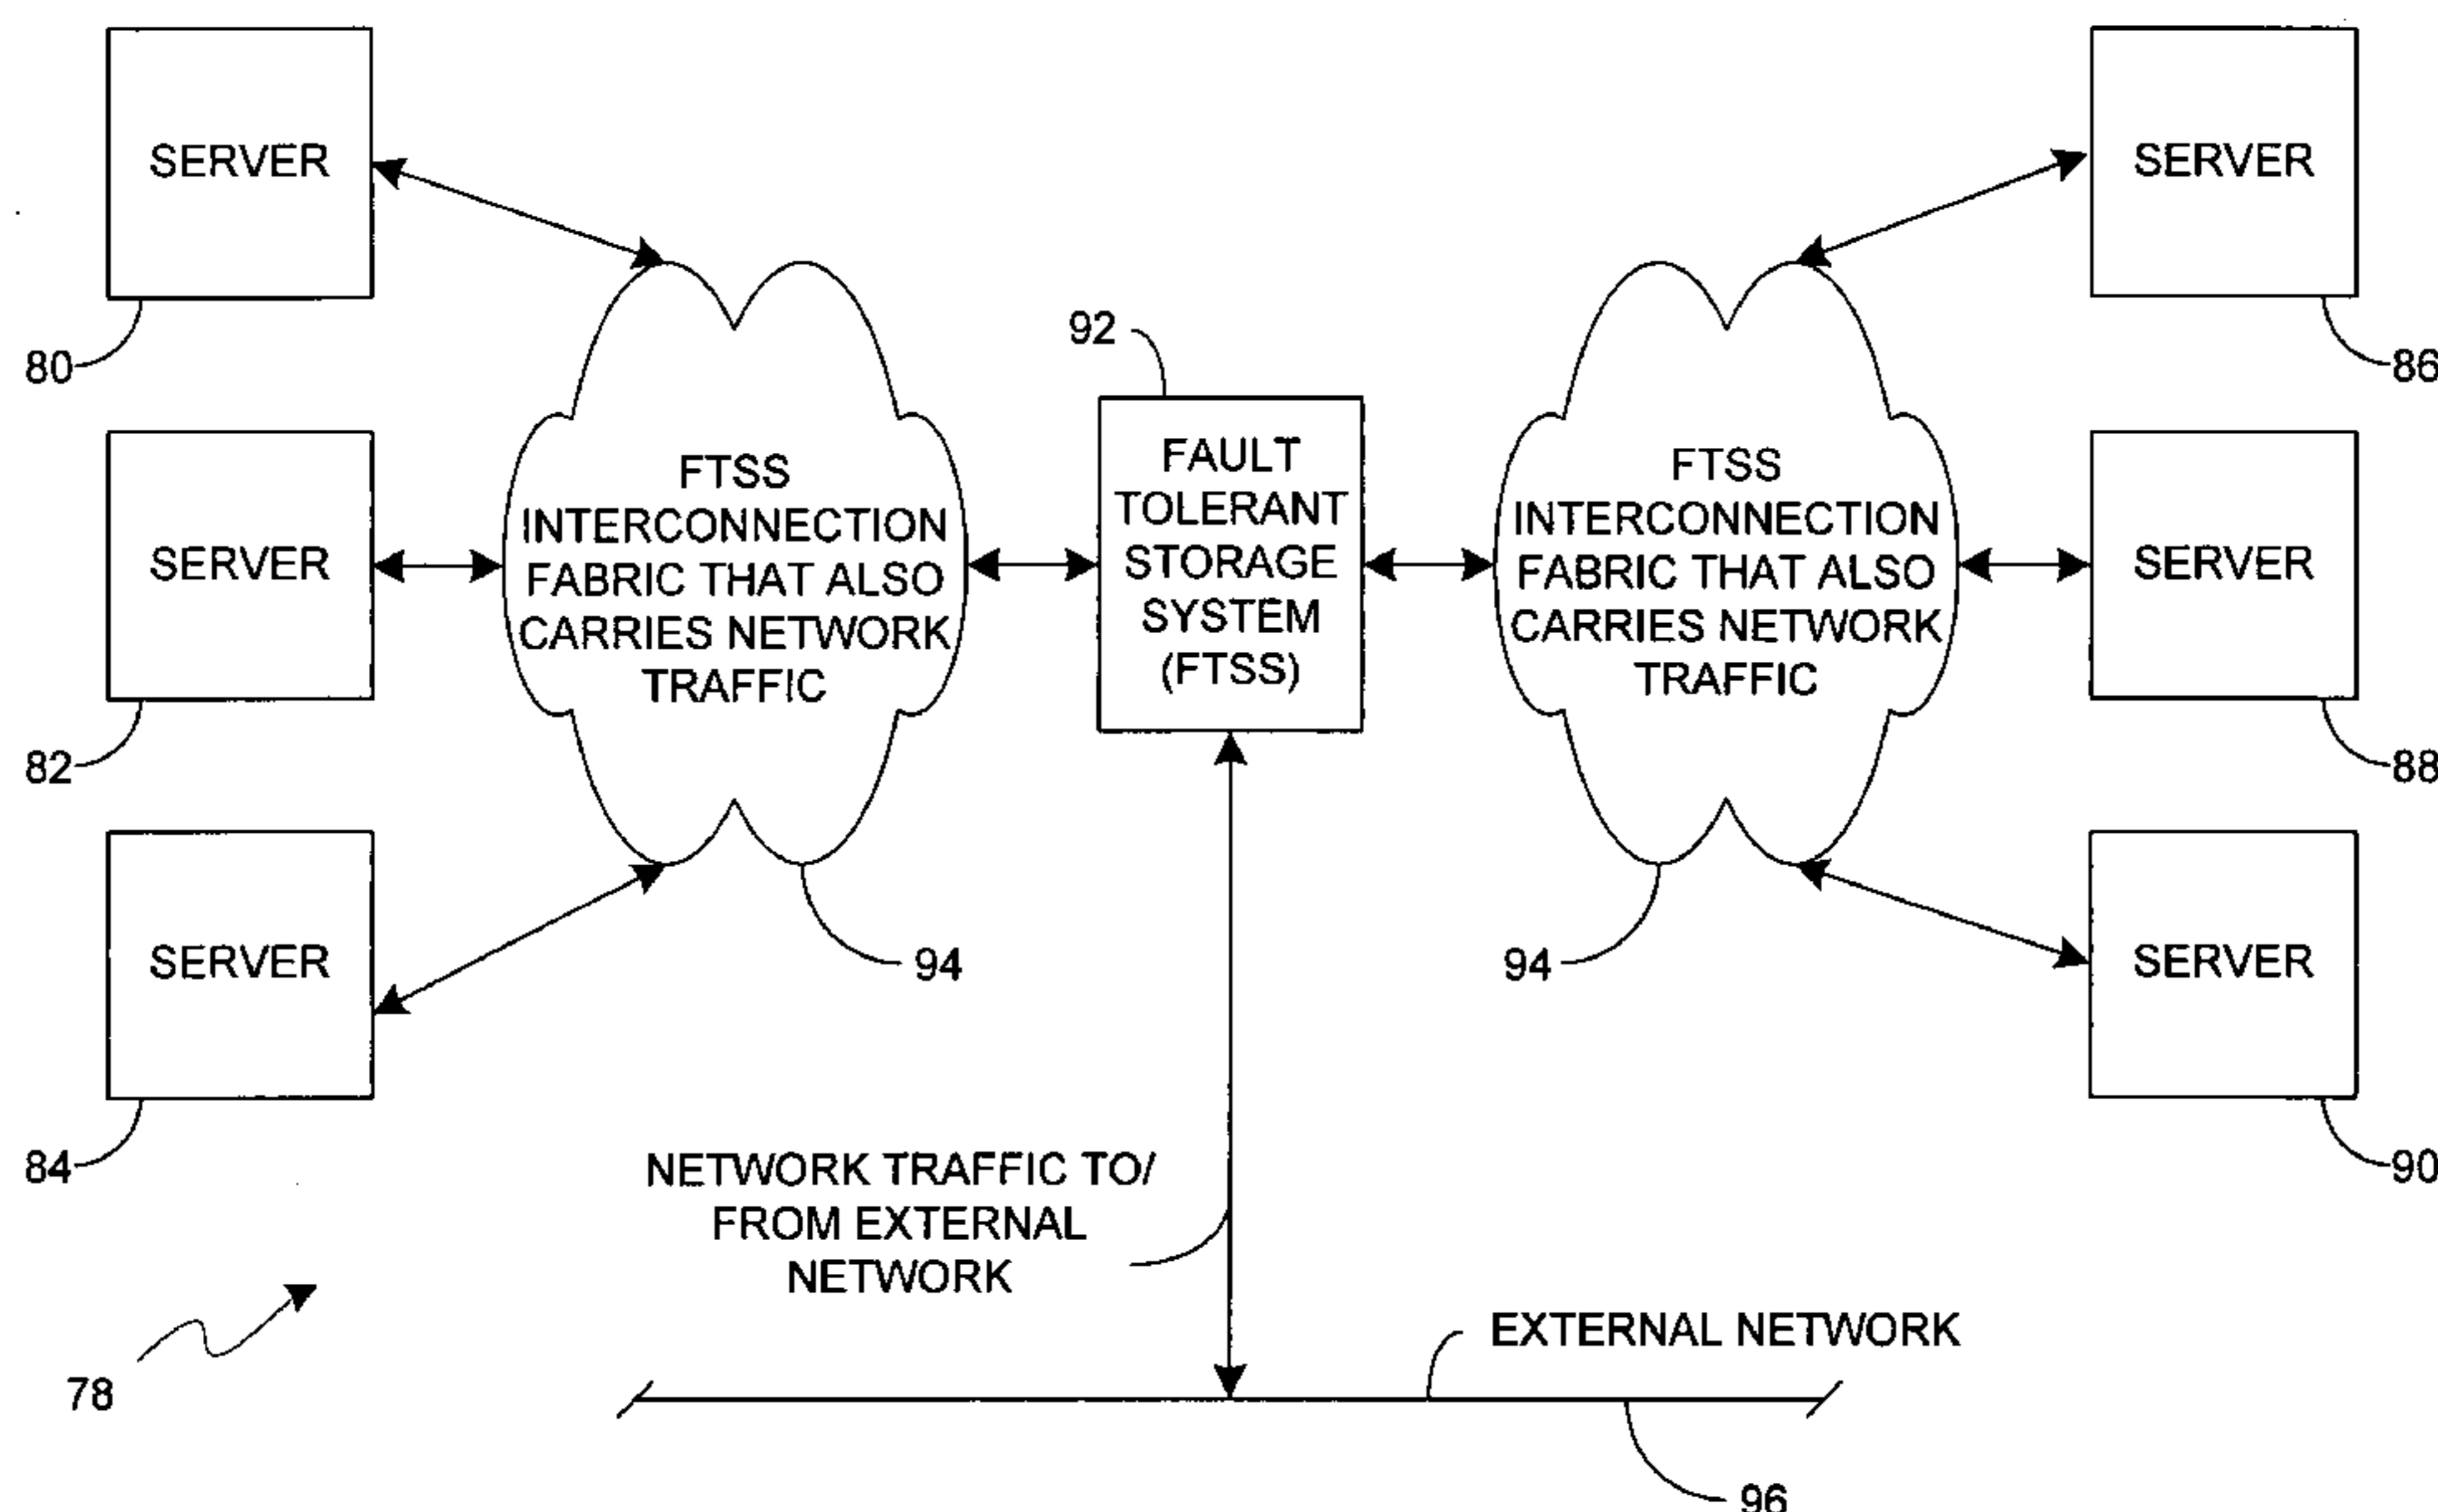 SERVER
80
SERVER
82
SERVER
84
FTSS
INTERCONNECTION
FABRIC THAT ALSO
CARRIES NETWORK
TRAFFIC
94
92
FAULT
TOLERANT
STORAGE
SYSTEM
(FTSS)
FTSS
INTERCONNECTION
FABRIC THAT ALSO
CARRIES NETWORK
TRAFFIC
94
SERVER
86
SERVER
88
SERVER
90
NETWORK TRAFFIC TO/
FROM EXTERNAL
NETWORK
EXTERNAL NETWORK
96
78